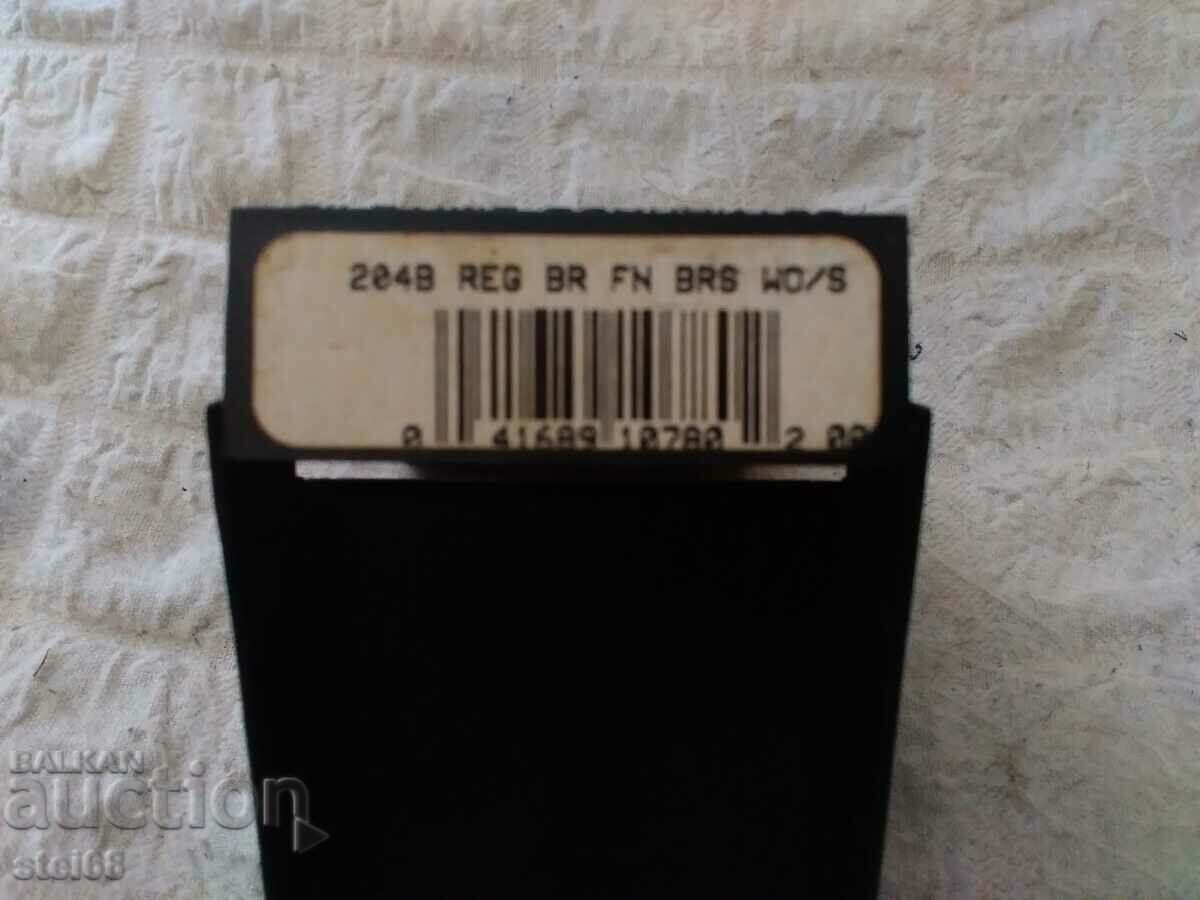 204B REG BR FN BRS WO/S
0 41689 10780 2 00
BALKAN
auction
stei68